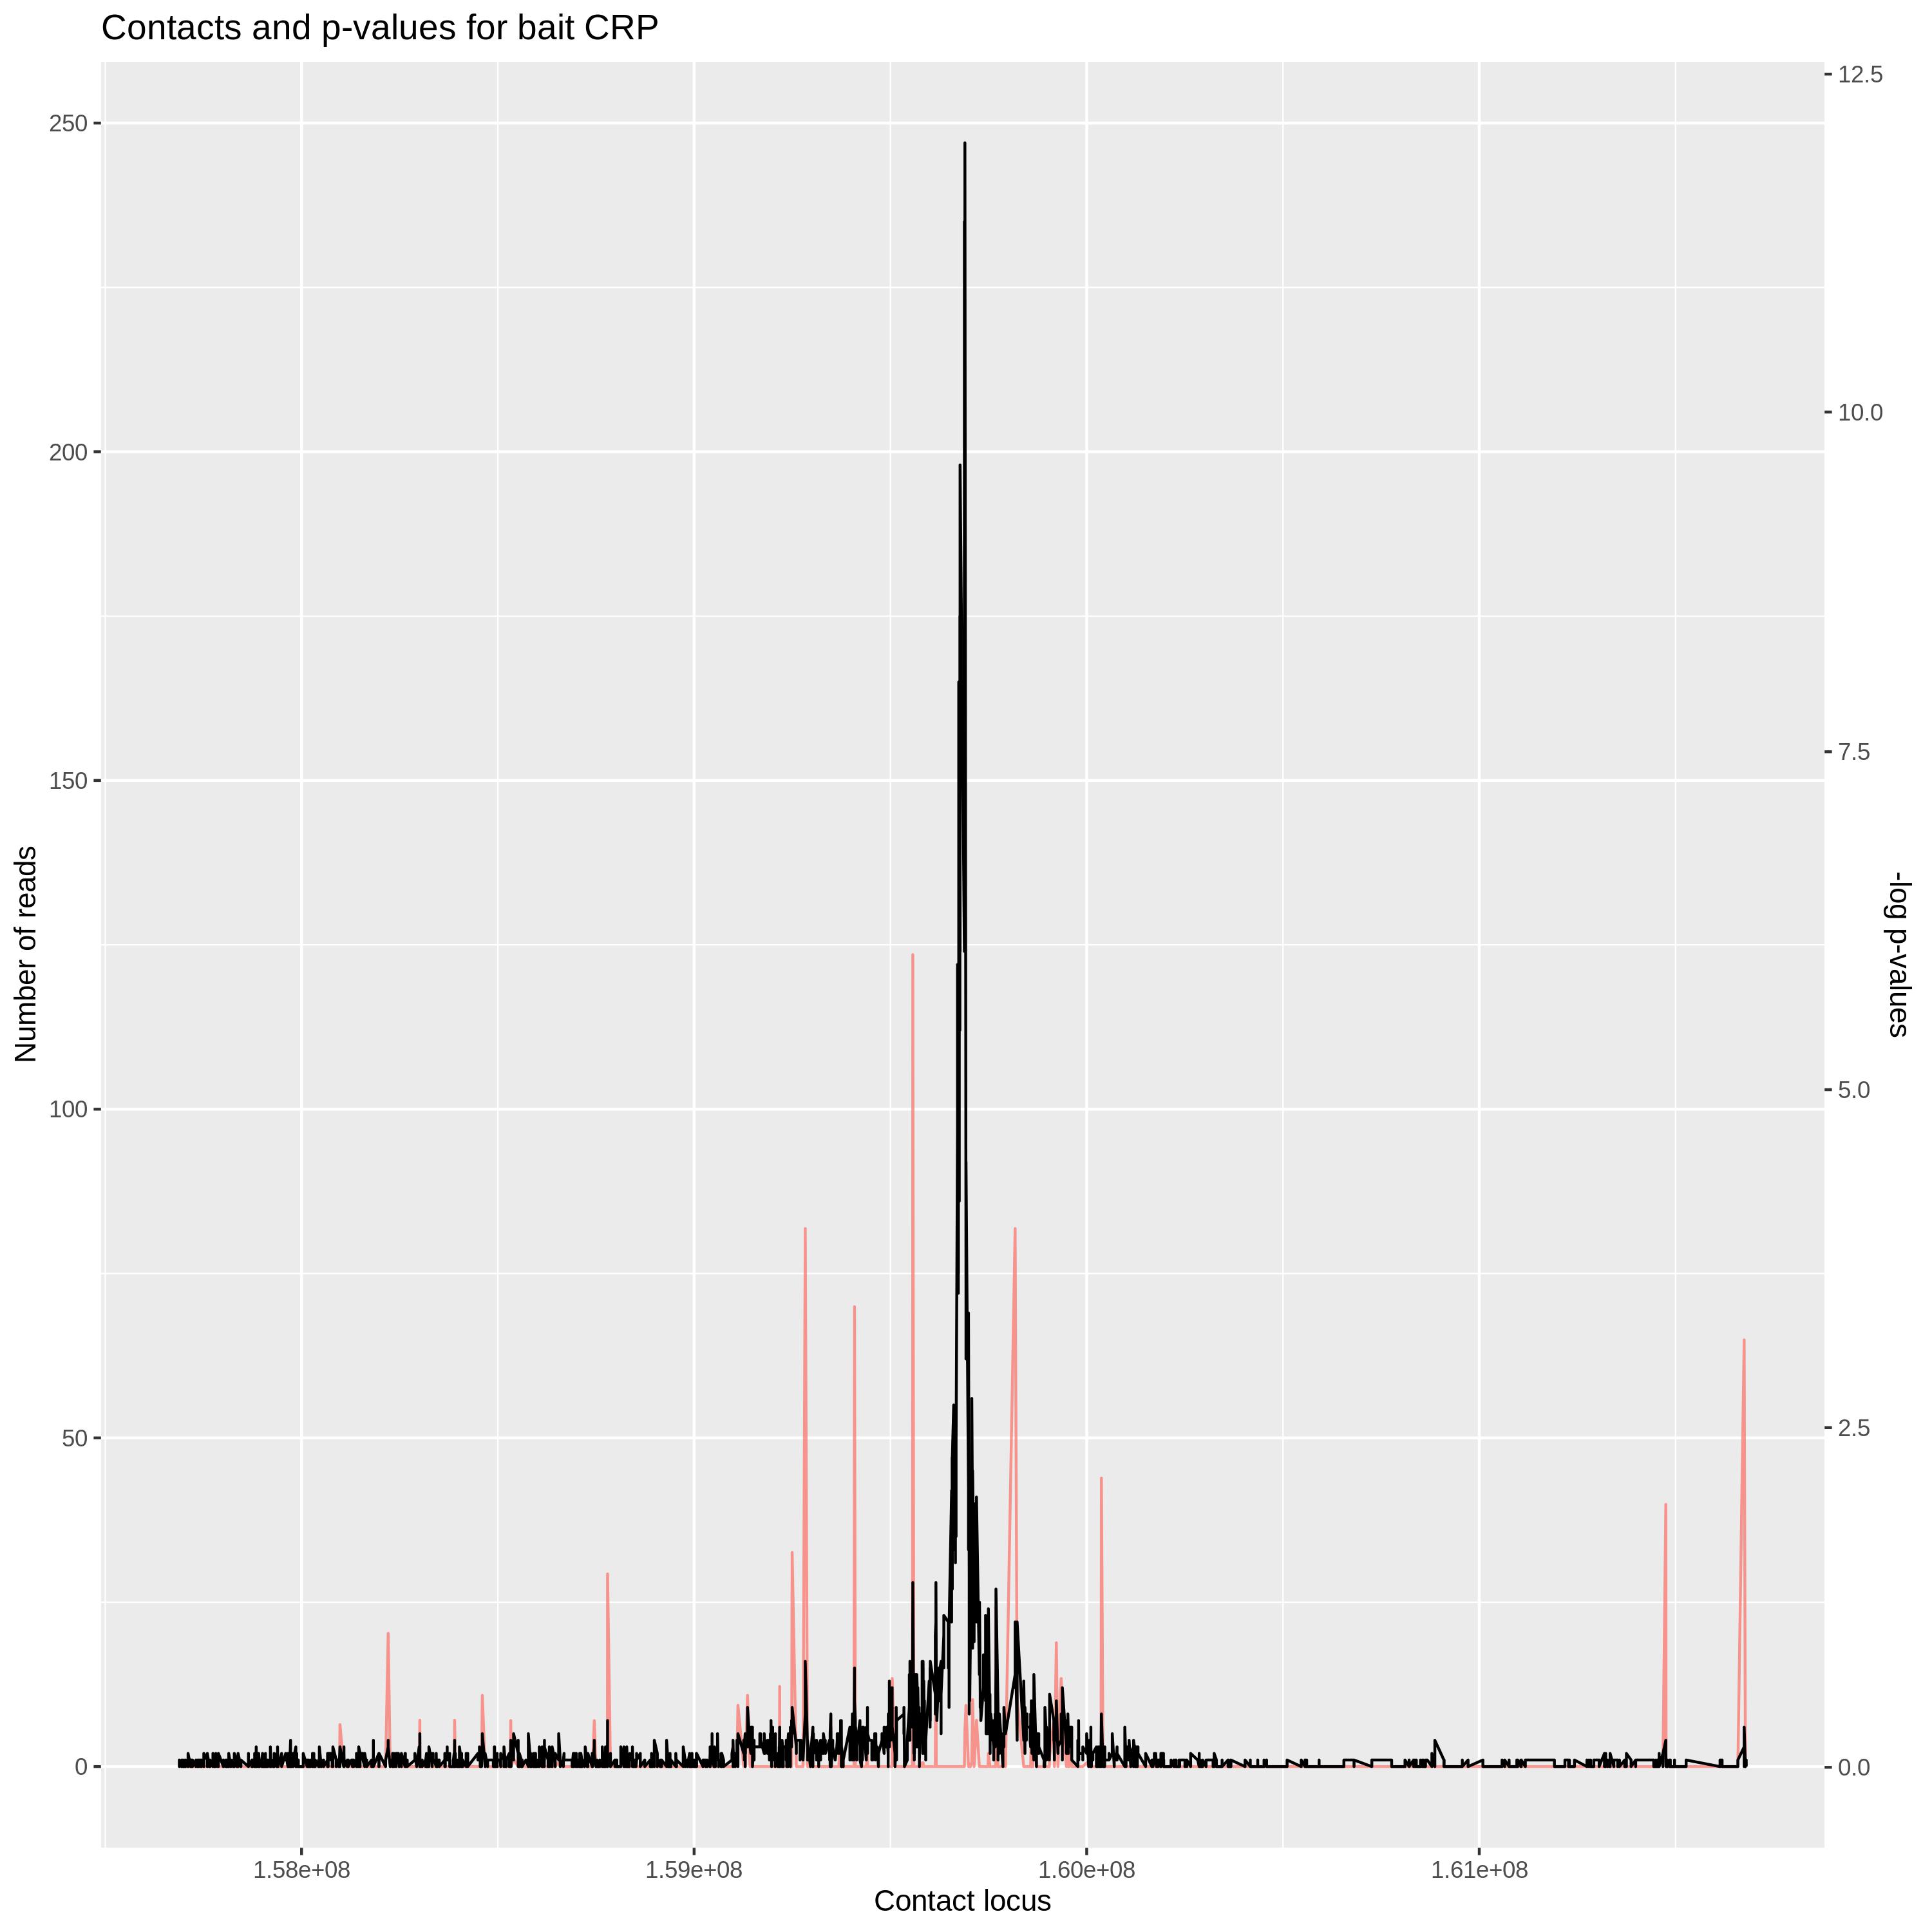 Contacts and p-values for bait CRP
250
200
150
100
50
0
Number of reads
12.5
10.0
7.5
5.0
2.5
0.0
-log p-values
1.58e+08
1.59e+08
1.60e+08
1.61e+08
Contact locus